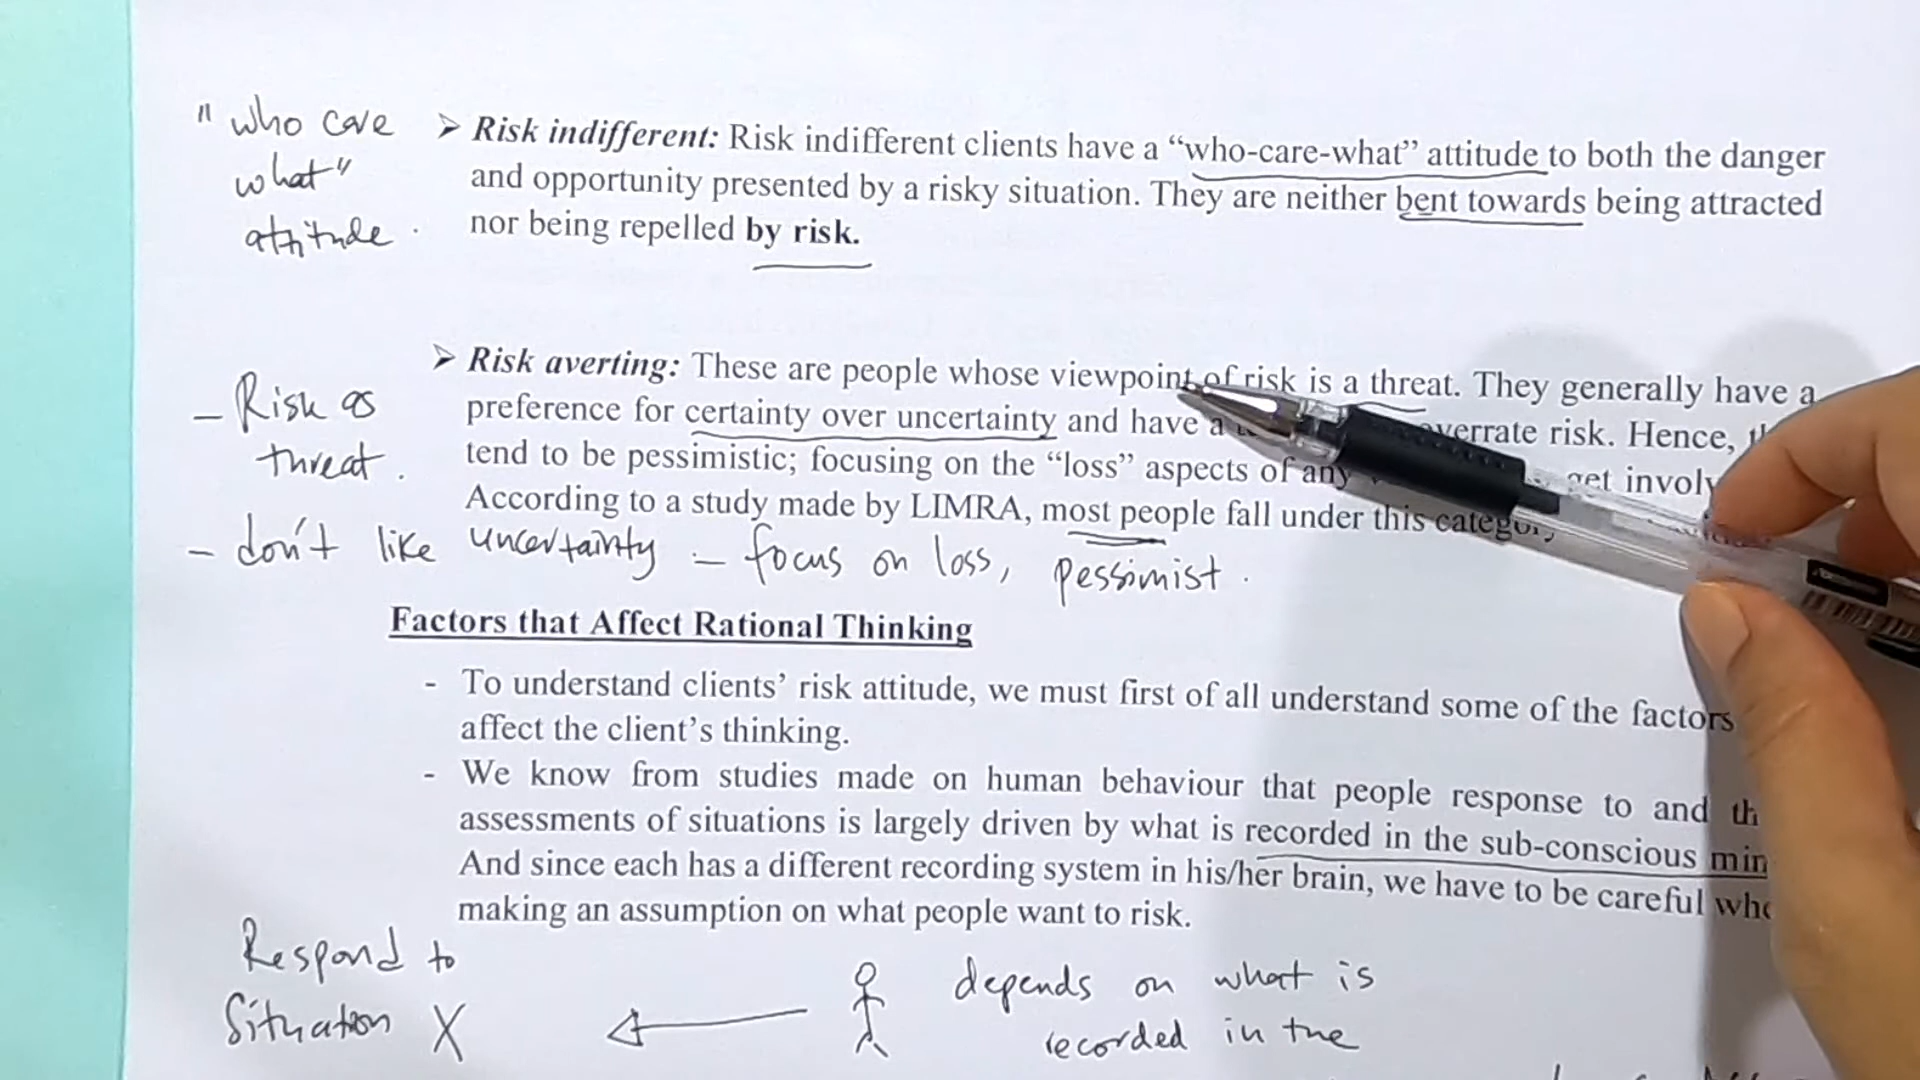 "who care
what"
attitude.
➢ Risk indifferent: Risk indifferent clients have a “who-care-what” attitude to both the danger
and opportunity presented by a risky situation. They are neither bent towards being attracted
nor being repelled by risk.
➢ Risk averting: These are people whose viewpoint of risk is a threat. They generally have a
preference for certainty over uncertainty and have a overrate risk. Hence,
tend to be pessimistic; focusing on the “loss” aspects of any get
According to a study made by LIMRA, most people fall under this category
- Risk as
threat.
- don't like uncertainty - focus on loss, pessimist.
Factors that Affect Rational Thinking
- To understand clients’ risk attitude, we must first of all understand some of the factors
affect the client’s thinking.
- We know from studies made on human behaviour that people response to and
assessments of situations is largely driven by what is recorded in the sub-conscious
And since each has a different recording system in his/her brain, we have to be careful
making an assumption on what people want to risk.
Respond to
Situation X
depends on what is
recorded in the